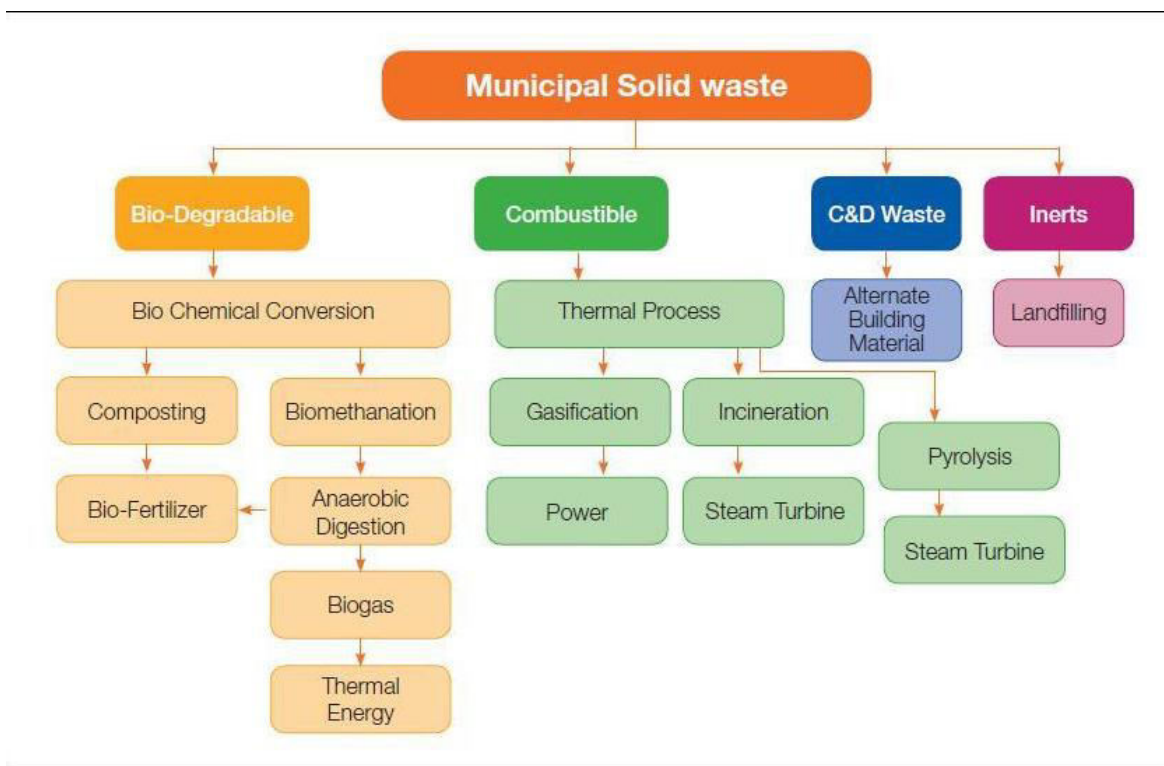 Municipal Solid waste
Bio-Degradable
Combustible
C&D Waste
Inerts
Bio Chemical Conversion
Thermal Process
Alternate
Building
Material
Landfilling
Composting
Biomethanation
Gasification
Incineration
Pyrolysis
Bio-Fertilizer
Anaerobic
Digestion
Power
Steam Turbine
Steam Turbine
Biogas
Thermal
Energy